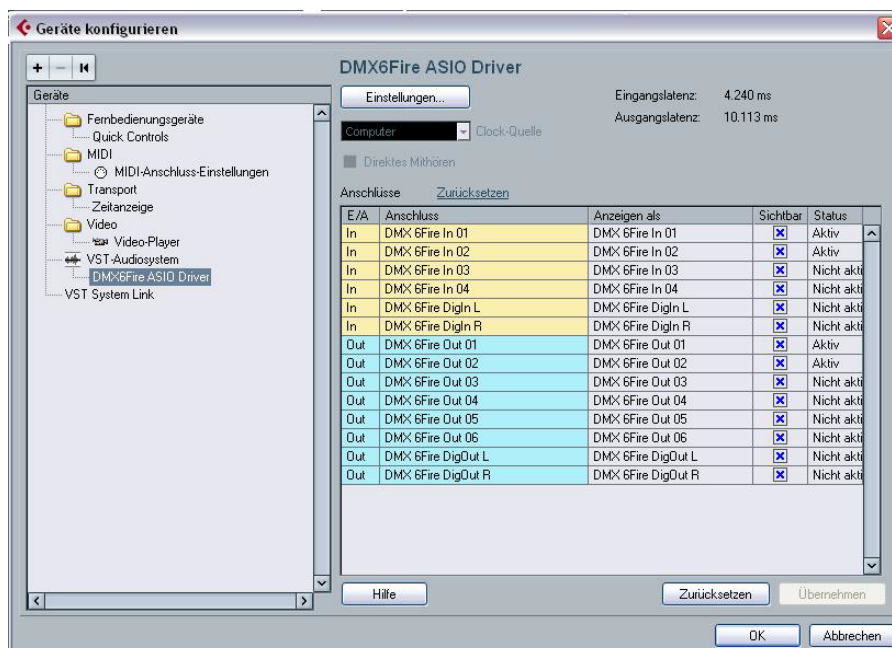 Geräte konfigurieren
Geräte
Fernbedienungsgeräte
Quick Controls
MIDI
MIDI-Anschluss-Einstellungen
Transport
Zeitanzeige
Video
Video-Player
VST-Audiosystem
DMX6Fire ASIO Driver
VST System Link
DMX6Fire ASIO Driver
Einstellungen...
Eingangslatenz: 4.240 ms
Ausgangslatenz: 10.113 ms
Computer Clock-Quelle
Direktes Mithören
Anschlüsse Zurücksetzen
E/A Anschluss Anzeigen als Sichtbar Status
In DMX 6Fire In 01 DMX 6Fire In 01 Aktiv
In DMX 6Fire In 02 DMX 6Fire In 02 Aktiv
In DMX 6Fire In 03 DMX 6Fire In 03 Nicht akti
In DMX 6Fire In 04 DMX 6Fire In 04 Nicht akti
In DMX 6Fire DigIn L DMX 6Fire DigIn L Nicht akti
In DMX 6Fire DigIn R DMX 6Fire DigIn R Nicht akti
Out DMX 6Fire Out 01 DMX 6Fire Out 01 Aktiv
Out DMX 6Fire Out 02 DMX 6Fire Out 02 Aktiv
Out DMX 6Fire Out 03 DMX 6Fire Out 03 Nicht akti
Out DMX 6Fire Out 04 DMX 6Fire Out 04 Nicht akti
Out DMX 6Fire Out 05 DMX 6Fire Out 05 Nicht akti
Out DMX 6Fire Out 06 DMX 6Fire Out 06 Nicht akti
Out DMX 6Fire DigOut L DMX 6Fire DigOut L Nicht akti
Out DMX 6Fire DigOut R DMX 6Fire DigOut R Nicht akti
Hilfe Zurücksetzen Übernehmen
OK Abbrechen